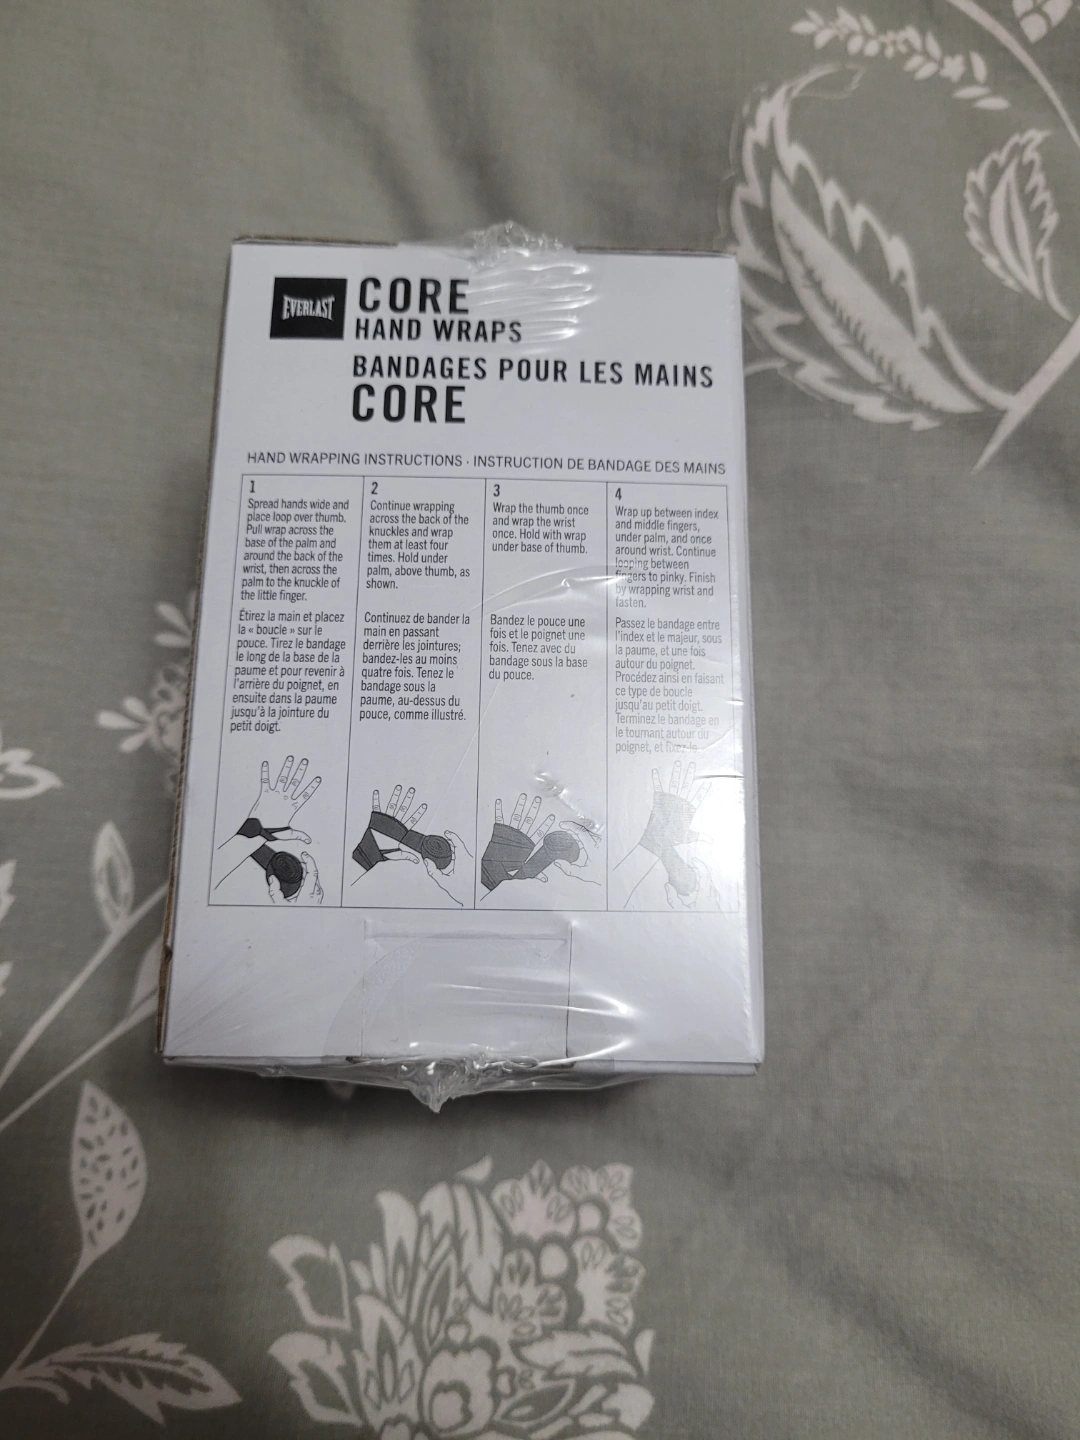 EVERLAST
CORE
HAND WRAPS
BANDAGES POUR LES MAINS
CORE
HAND WRAPPING INSTRUCTIONS · INSTRUCTION DE BANDAGE DES MAINS
1
Spread hands wide and
place loop over thumb.
Pull wrap across the
base of the palm and
around the back of the
wrist, then across the
palm to the knuckle of
the little finger.
Étirez la main et placez
la « boucle » sur le
pouce. Tirez le bandage
le long de la base de la
paume et pour revenir à
l'arrière du poignet, en
ensuite dans la paume
jusqu'à la jointure du
petit doigt.
2
Continue wrapping
across the back of the
knuckles and wrap
them at least four
times. Hold under
palm, above thumb, as
shown.
Continuez de bander la
main en passant
derrière les jointures;
bandez-les au moins
quatre fois. Tenez le
bandage sous la
paume, au-dessus du
pouce, comme illustré.
3
Wrap the thumb once
and wrap the wrist
once. Hold with wrap
under base of thumb.
Bandez le pouce une
fois et le poignet une
fois. Tenez avec du
bandage sous la base
du pouce.
4
Wrap up between index
and middle fingers,
under palm, and once
around wrist. Continue
looping between
fingers to pinky. Finish
by wrapping wrist and
fasten.
Passez le bandage entre
l'index et le majeur, sous
la paume, et une fois
autour du poignet.
Procédez ainsi en faisant
ce type de boucle
jusqu'au petit doigt.
Terminez le bandage en
le tournant autour du
poignet, et fixez-le